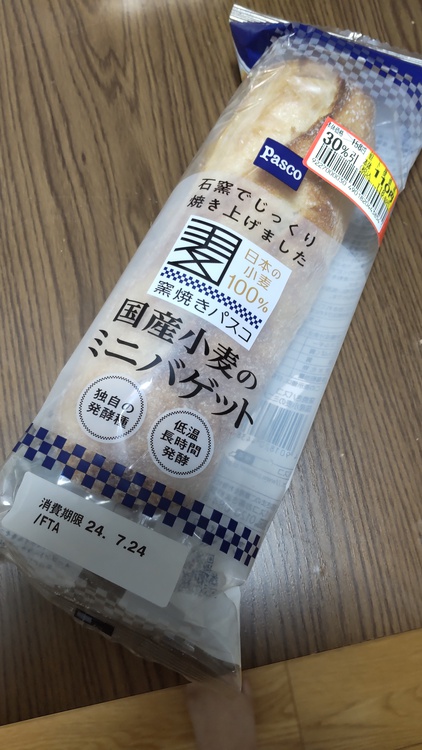 Pasco
30%引
石窯でじっくり
焼き上げました
麦
日本の
小麦
100%
窯焼きパスコ
国産小麦の
ミニバゲット
独自の
発酵種
低温
長時間
発酵
消費期限 24. 7.24
/FTA